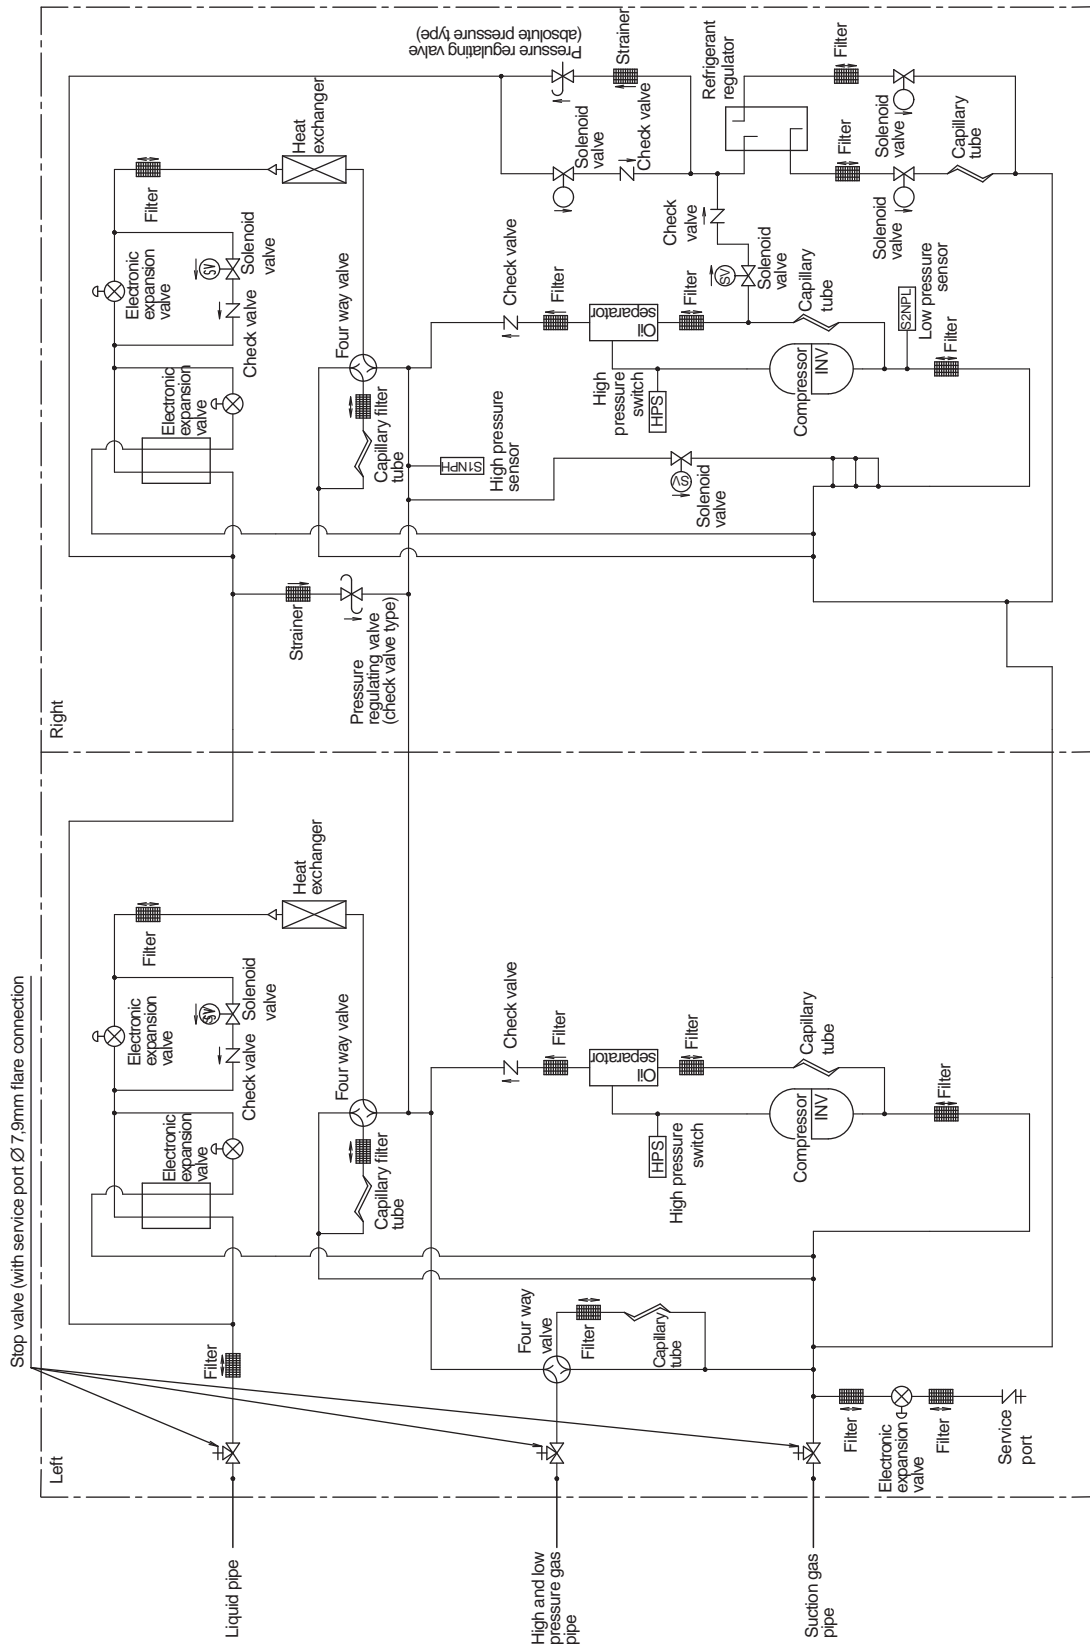 Stop valve (with service port Ø 7,9mm flare connection
Left
Right
Liquid pipe
High and low
pressure gas
pipe
Suction gas
pipe
Filter
Electronic
expansion
valve
Electronic
expansion
valve
SV
Solenoid
valve
Check valve
Filter
Heat
exchanger
Four way valve
Capillary filter
Capillary
tube
Four way
valve
Filter
Capillary
tube
Check valve
Filter
Oil
separator
Filter
HPS
High pressure
switch
Compressor
INV
Capillary
tube
Filter
Filter
Electronic
expansion
valve
Filter
Service
port
Electronic
expansion
valve
Electronic
expansion
valve
SV
Solenoid
valve
Check valve
Filter
Heat
exchanger
Four way valve
Capillary filter
Capillary
tube
Strainer
Pressure
regulating valve
(check valve type)
S1NPH
High pressure
sensor
SV
Solenoid
valve
Check valve
Filter
Oil
separator
Filter
High
pressure
switch
HPS
Compressor
INV
Capillary
tube
S2NPL
Low pressure
sensor
Filter
SV
Solenoid
valve
Check
valve
Solenoid
valve
Check valve
Pressure regulating valve
(absolute pressure type)
Strainer
Refrigerant
regulator
Filter
Solenoid
valve
Filter
Solenoid
valve
Capillary
tube